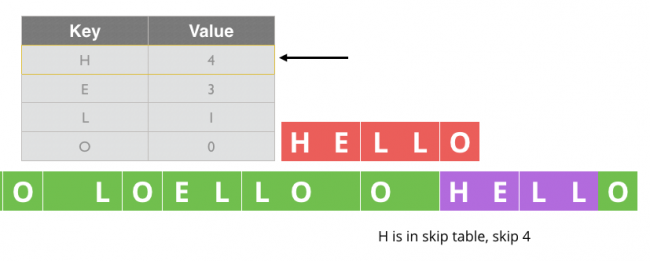 Key Value
H 4
E 3
L 1
O 0
H E L L O
O L O E L L O O H E L L O
H is in skip table, skip 4